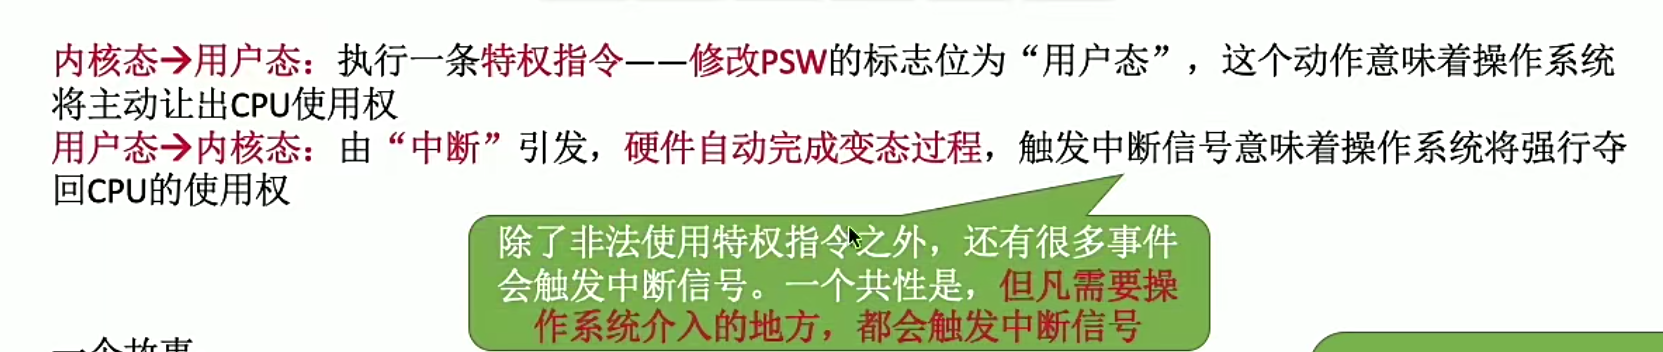 内核态→用户态：执行一条特权指令——修改PSW的标志位为“用户态”，这个动作意味着操作系统
将主动让出CPU使用权
用户态→内核态：由“中断”引发，硬件自动完成变态过程，触发中断信号意味着操作系统将强行夺
回CPU的使用权
除了非法使用特权指令之外，还有很多事件
会触发中断信号。一个共性是，但凡需要操
作系统介入的地方，都会触发中断信号
一个故事